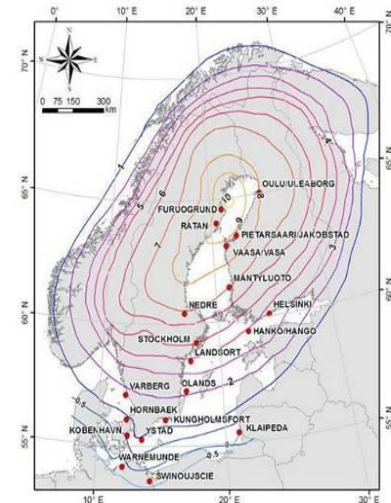 0° 10° E 20° E 30° E 40° E
70° N
N
W E
S
0 75 150 300
km
65° N
60° N
55° N
1
5
6
7
10
9
8
4
3
2
OULU/ULEABORG
FURUOGRUND
RATAN
PIETARSAARI/JAKOBSTAD
VAASA/VASA
MANTYLUOTO
NEDRE
HELSINKI
STOCKHOLM
HANKO/HANGO
LANDSORT
OLANDS
VARBERG
HORNBAEK
KUNGHOLMSFORT
KOBENHAVN
YSTAD
KLAIPEDA
WARNEMUNDE
SWINOUJSCIE
-0.5
0
-0.5
10° E 20° E 30° E